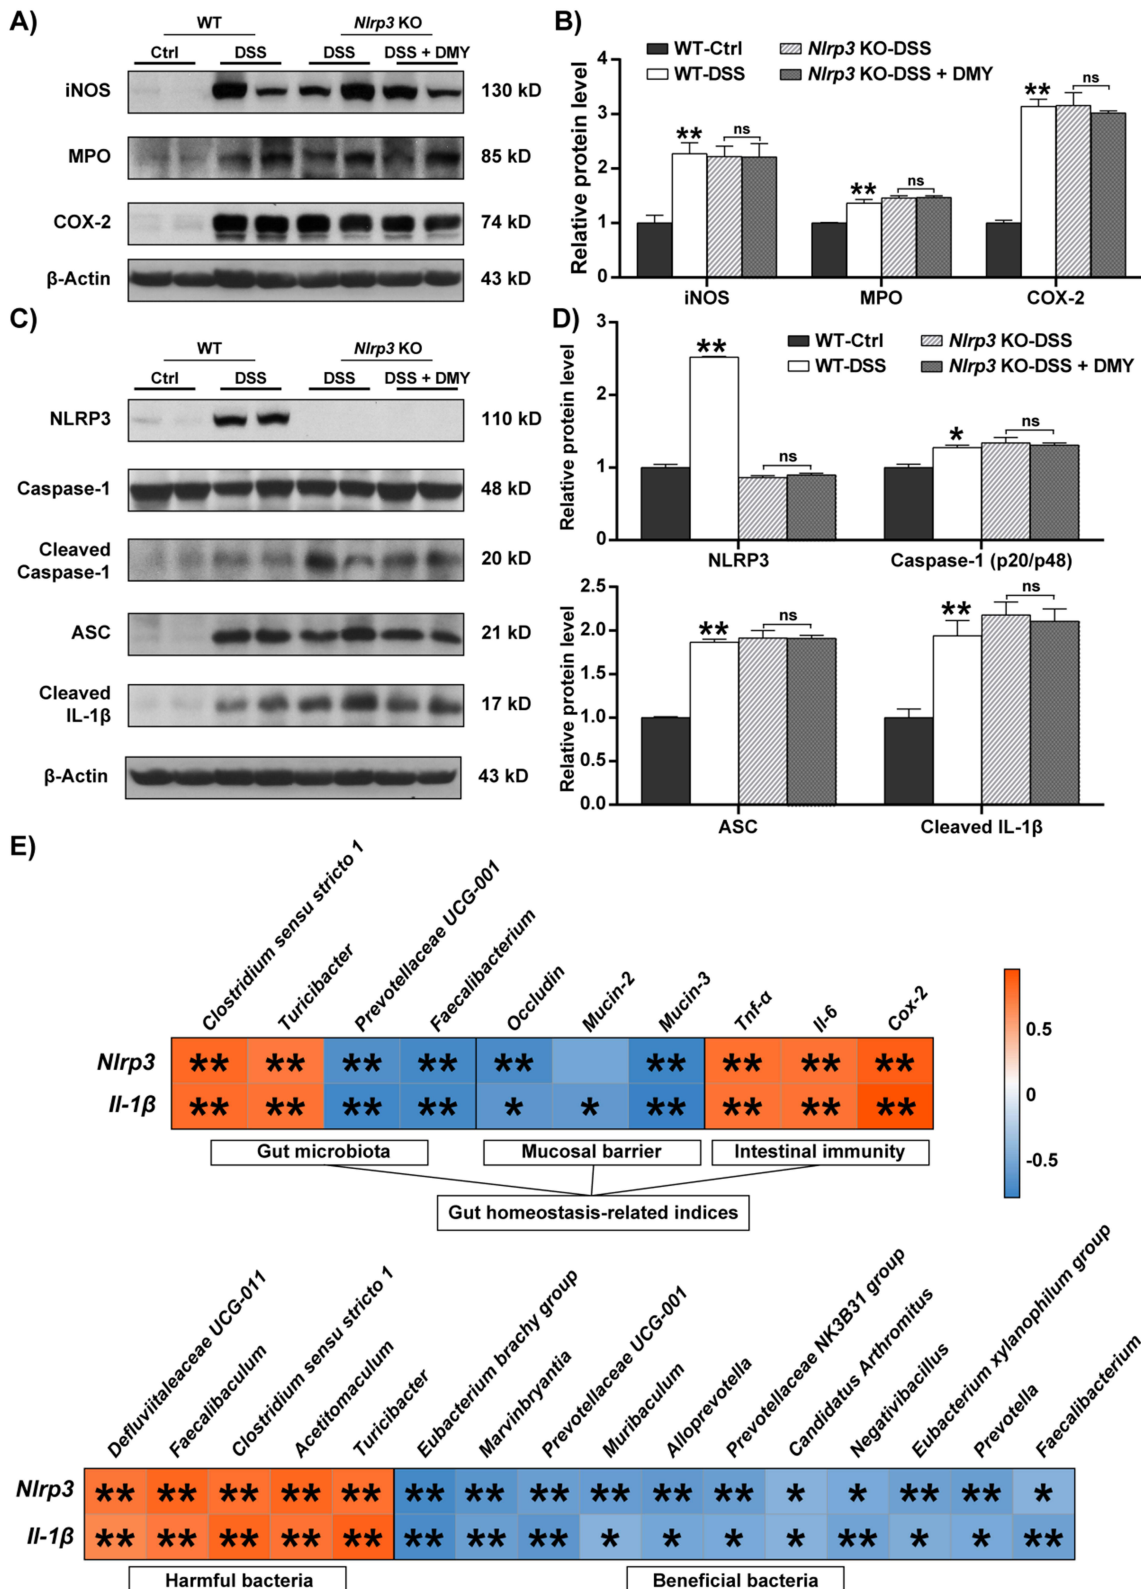 A)
WT
Nlrp3 KO
Ctrl
DSS
DSS
DSS + DMY
iNOS
130 kD
MPO
85 kD
COX-2
74 kD
β-Actin
43 kD
B)
WT-Ctrl
Nlrp3 KO-DSS
WT-DSS
Nlrp3 KO-DSS + DMY
Relative protein level
4
3
2
1
0
**
ns
**
ns
**
ns
iNOS
MPO
COX-2
C)
WT
Nlrp3 KO
Ctrl
DSS
DSS
DSS + DMY
NLRP3
110 kD
Caspase-1
48 kD
Cleaved
Caspase-1
20 kD
ASC
21 kD
Cleaved
IL-1β
17 kD
β-Actin
43 kD
D)
WT-Ctrl
Nlrp3 KO-DSS
WT-DSS
Nlrp3 KO-DSS + DMY
Relative protein level
3
2
1
0
**
ns
*
ns
NLRP3
Caspase-1 (p20/p48)
Relative protein level
2.5
2.0
1.5
1.0
0.5
0.0
**
ns
**
ns
ASC
Cleaved IL-1β
E)
Clostridium sensu stricto 1
Turicibacter
Prevotellaceae UCG-001
Faecalibacterium
Occludin
Mucin-2
Mucin-3
Tnf-α
Il-6
Cox-2
Nlrp3 ** ** ** ** ** ** ** ** **
Il-1β ** ** ** ** * * ** ** ** **
Gut microbiota
Mucosal barrier
Intestinal immunity
Gut homeostasis-related indices
0.5
0
-0.5
Defluviitaleaceae UCG-011
Faecalibaculum
Clostridium sensu stricto 1
Acetitomaculum
Turicibacter
Eubacterium brachy group
Marvinbryantia
Prevotellaceae UCG-001
Muribaculum
Alloprevotella
Prevotellaceae NK3B31 group
Candidatus Arthromitus
Negativibacillus
Eubacterium xylanophilum group
Prevotella
Faecalibacterium
Nlrp3 ** ** ** ** ** ** ** ** ** ** ** * * ** ** *
Il-1β ** ** ** ** ** ** ** ** * * * * ** * * **
Harmful bacteria
Beneficial bacteria